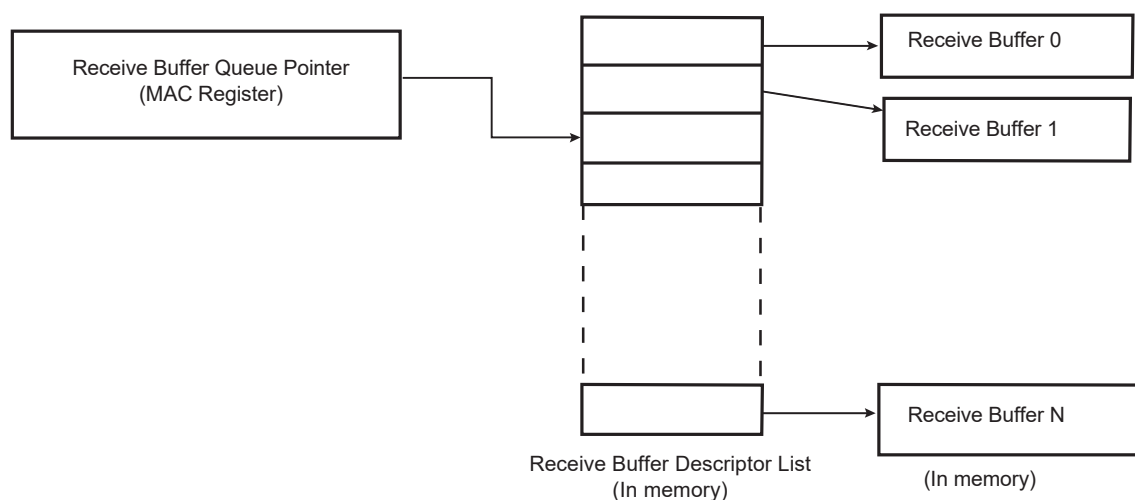 Receive Buffer Queue Pointer
(MAC Register)
Receive Buffer 0
Receive Buffer 1
Receive Buffer N
Receive Buffer Descriptor List
(In memory)
(In memory)